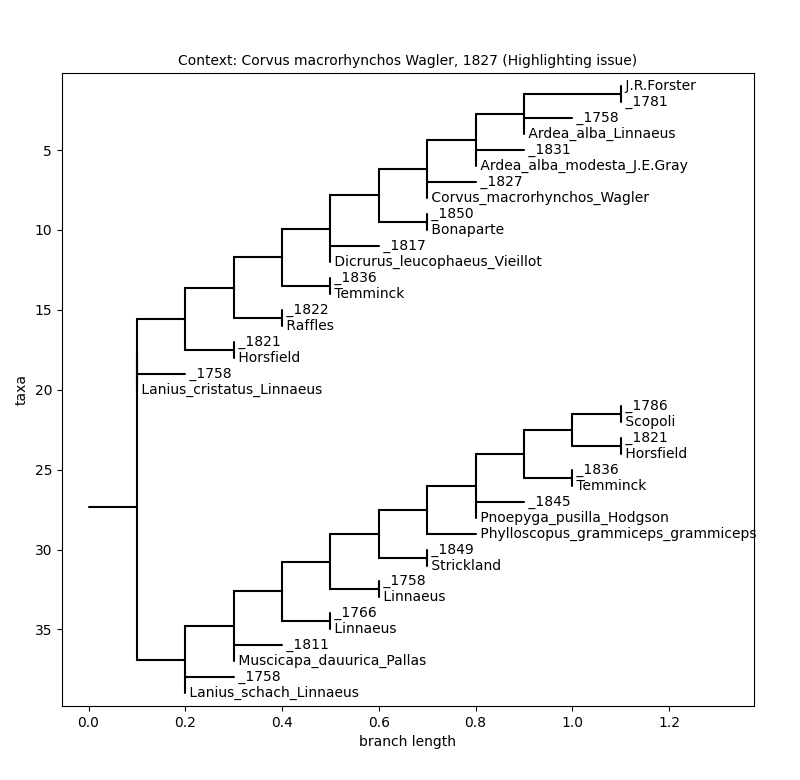 Context: Corvus macrorhynchos Wagler, 1827 (Highlighting issue)
J.R.Forster
_1781
_1758
Ardea_alba_Linnaeus
5
_1831
Ardea_alba_modesta_J.E.Gray
_1827
Corvus_macrorhynchos_Wagler
_1850
10
Bonaparte
_1817
Dicrurus_leucophaeus_Vieillot
_1836
Temminck
15
_1822
Raffles
_1821
Horsfield
_1758
20
Lanius_cristatus_Linnaeus
taxa
_1786
Scopoli
_1821
Horsfield
25
_1836
Temminck
_1845
Pnoepyga_pusilla_Hodgson
Phylloscopus_grammiceps_grammiceps
30
_1849
Strickland
_1758
Linnaeus
_1766
35
Linnaeus
_1811
Muscicapa_dauurica_Pallas
_1758
Lanius_schach_Linnaeus
0.0 0.2 0.4 0.6 0.8 1.0 1.2
branch length